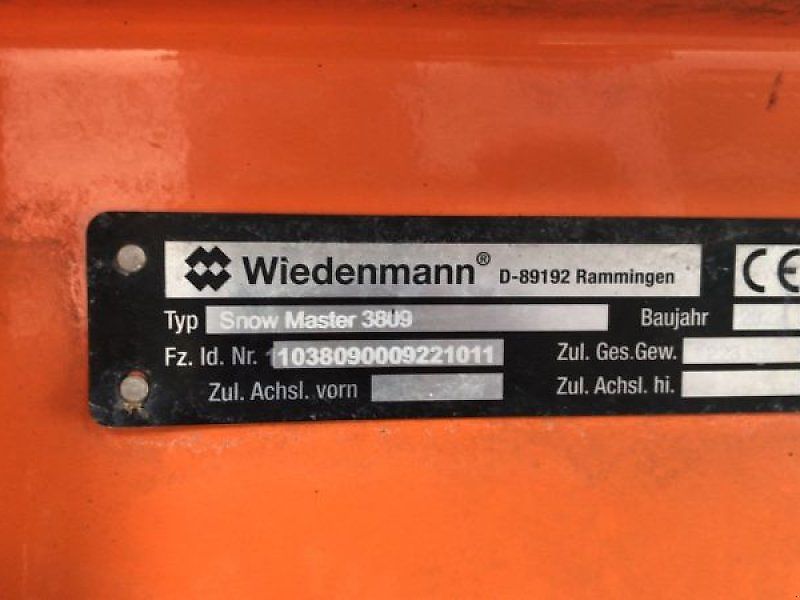 Wiedenmann® D-89192 Rammingen CE
Typ Snow Master 3809 Baujahr
Fz. Id. Nr. 1038090009221011 Zul. Ges.Gew.
Zul. Achsl. vorn Zul. Achsl. hi.